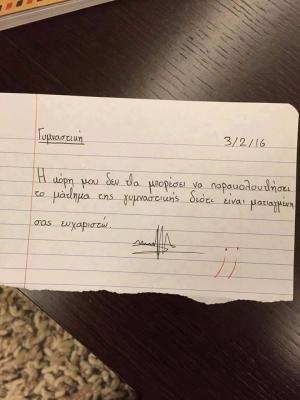 Γυμναστική 3/2/16
Η κόρη μου δεν θα μπορέσει να παρακολουθήσει
το μάθημα της γυμναστικής διότι είναι ματιαγμένη
σας ευχαριστώ.